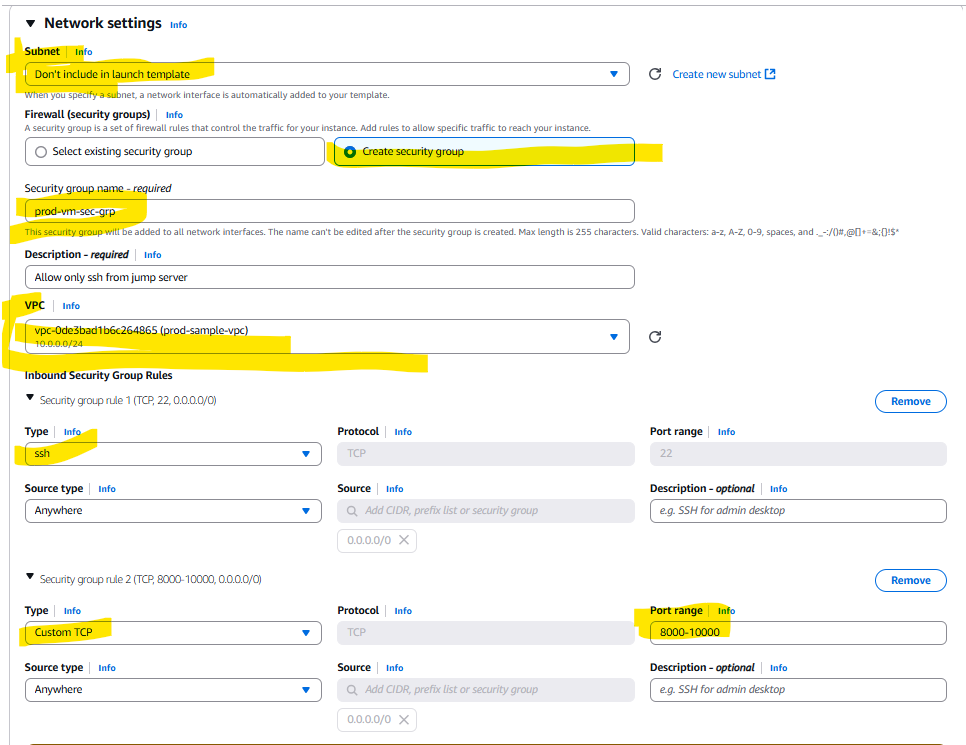 Network settings Info
Subnet Info
Don't include in launch template
Create new subnet
When you specify a subnet, a network interface is automatically added to your template.
Firewall (security groups) Info
A security group is a set of firewall rules that control the traffic for your instance. Add rules to allow specific traffic to reach your instance.
Select existing security group Create security group
Security group name - required
prod-vm-sec-grp
This security group will be added to all network interfaces. The name can't be edited after the security group is created. Max length is 255 characters. Valid characters: a-z, A-Z, 0-9, spaces, and ._-:/()#,@[]+=&;{}!$*
Description - required Info
Allow only ssh from jump server
VPC Info
vpc-0de3bad1b6c264865 (prod-sample-vpc)
10.0.0.0/24
Inbound Security Group Rules
Security group rule 1 (TCP, 22, 0.0.0.0/0) Remove
Type Info Protocol Info Port range Info
ssh TCP 22
Source type Info Source Info Description - optional Info
Anywhere Add CIDR, prefix list or security group e.g. SSH for admin desktop
0.0.0.0/0
Security group rule 2 (TCP, 8000-10000, 0.0.0.0/0) Remove
Type Info Protocol Info Port range Info
Custom TCP TCP 8000-10000
Source type Info Source Info Description - optional Info
Anywhere Add CIDR, prefix list or security group e.g. SSH for admin desktop
0.0.0.0/0